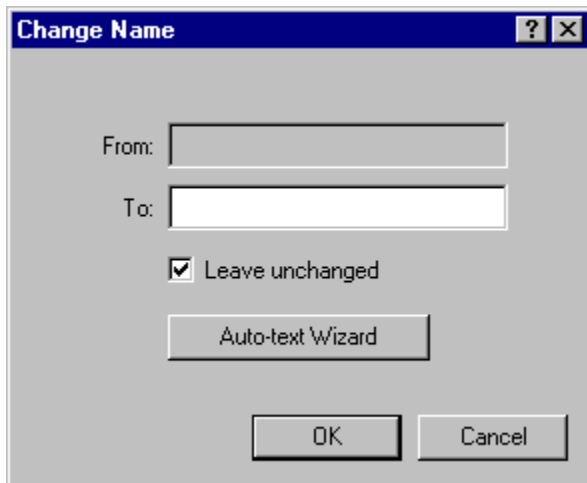 Change Name
From:
To:
Leave unchanged
Auto-text Wizard
OK Cancel